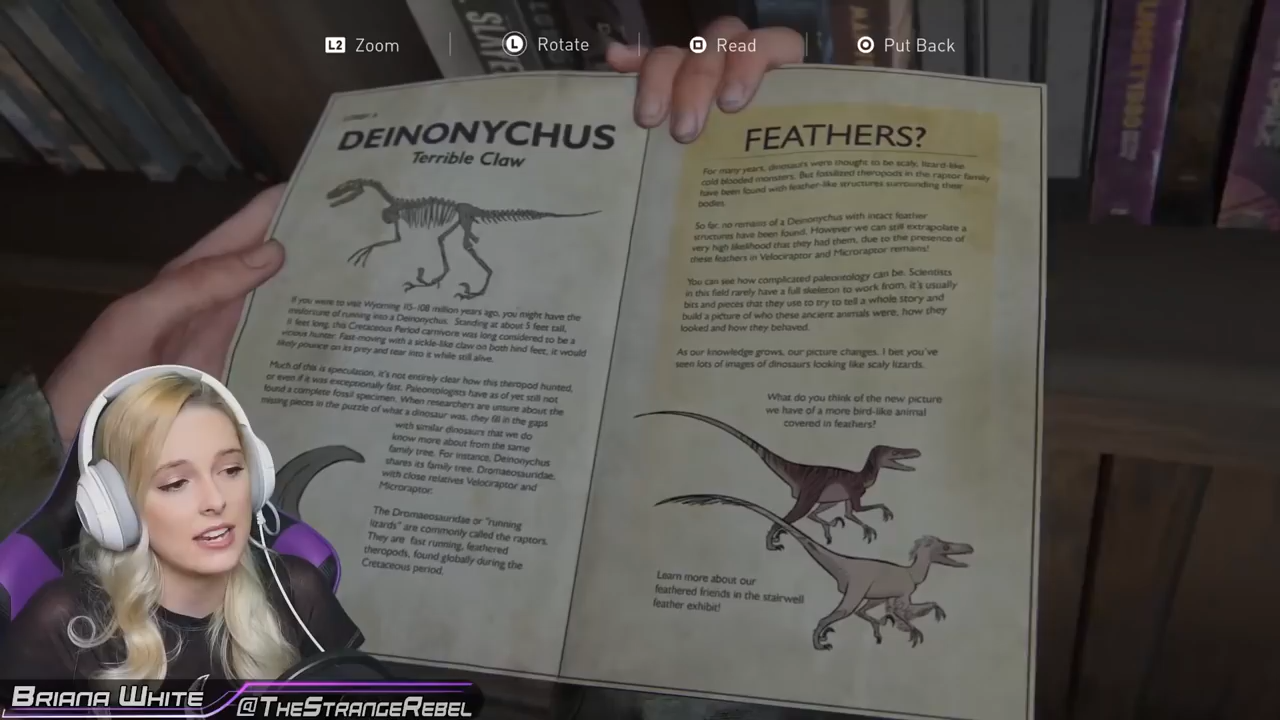 L2 Zoom
L Rotate
Read
Put Back
DEINONYCHUS
Terrible Claw
If you were to visit Wyoming 115-108 million years ago, you might have the
misfortune of running into a Deinonychus. Standing at about 5 feet tall,
11 feet long, this Cretaceous Period carnivore was long considered to be a
vicious hunter. Fast-moving with a sickle-like claw on both hind feet, it would
likely pounce on its prey and tear into it while still alive.
Much of this is speculation, it's not entirely clear how this theropod hunted,
or even if it was exceptionally fast. Paleontologists have as of yet still not
found a complete fossil specimen. When researchers are unsure about the
missing pieces in the puzzle of what a dinosaur was, they fill in the gaps
with similar dinosaurs that we do
know more about from the same
family tree. For instance, Deinonychus
shares its family tree, Dromaeosauridae,
with close relatives Velociraptor and
Microraptor.
The Dromaeosauridae or "running
lizards" are commonly called the raptors.
They are fast running, feathered
theropods, found globally during the
Cretaceous period.
FEATHERS?
For many years, dinosaurs were thought to be scaly, lizard-like
cold blooded monsters. But fossilized theropods in the raptor family
have been found with feather-like structures surrounding their
bodies.
So far, no remains of a Deinonychus with intact feather
structures have been found. However we can still extrapolate a
very high likelihood that they had them, due to the presence of
these feathers in Velociraptor and Microraptor remains!
You can see how complicated paleontology can be. Scientists
in this field rarely have a full skeleton to work from, it's usually
bits and pieces that they use to try to tell a whole story and
build a picture of who these ancient animals were, how they
looked and how they behaved.
As our knowledge grows, our picture changes. I bet you've
seen lots of images of dinosaurs looking like scaly lizards.
What do you think of the new picture
we have of a more bird-like animal
covered in feathers?
Learn more about our
feathered friends in the stairwell
feather exhibit!
BRIANA WHITE
@THESTRANGEREBEL